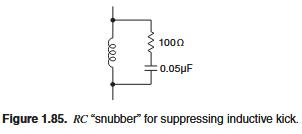 100Ω
0.05μF
Figure 1.85. RC “snubber” for suppressing inductive kick.